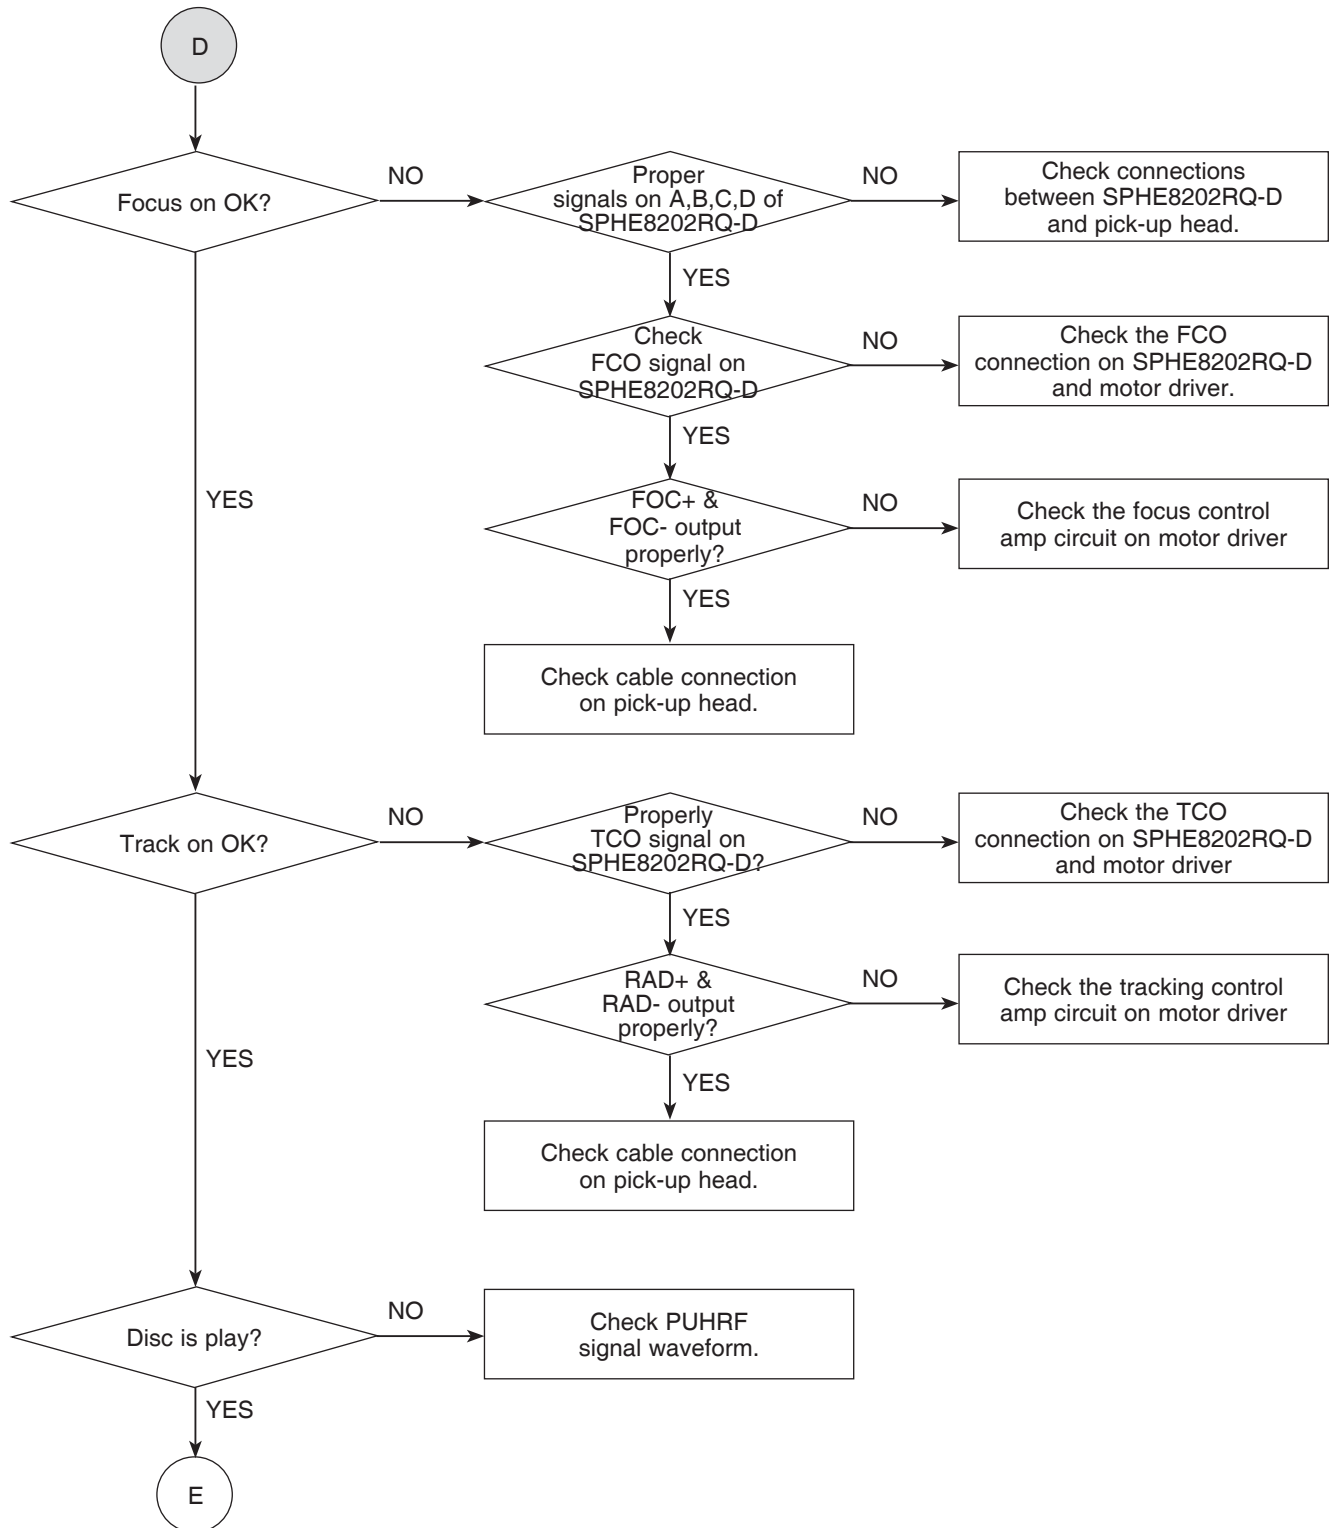 D
Focus on OK?
NO
Proper
signals on A,B,C,D of
SPHE8202RQ-D
NO
Check connections
between SPHE8202RQ-D
and pick-up head.
YES
Check
FCO signal on
SPHE8202RQ-D
NO
Check the FCO
connection on SPHE8202RQ-D
and motor driver.
YES
YES
FOC+ &
FOC- output
properly?
NO
Check the focus control
amp circuit on motor driver
YES
Check cable connection
on pick-up head.
Track on OK?
NO
Properly
TCO signal on
SPHE8202RQ-D?
NO
Check the TCO
connection on SPHE8202RQ-D
and motor driver
YES
RAD+ &
RAD- output
properly?
NO
Check the tracking control
amp circuit on motor driver
YES
YES
Check cable connection
on pick-up head.
Disc is play?
NO
Check PUHRF
signal waveform.
YES
E